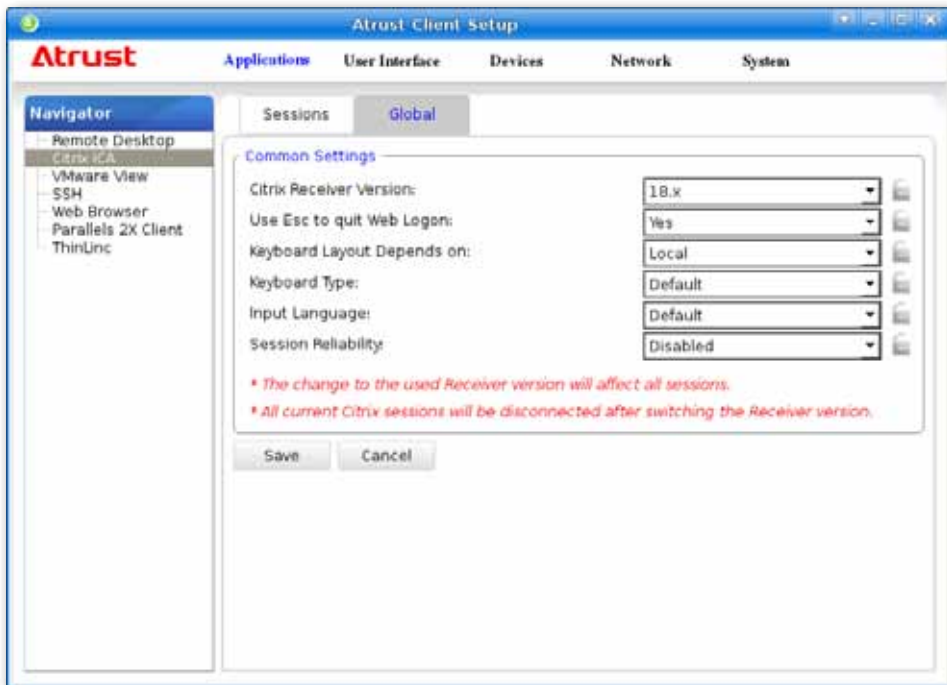 Atrust Client Setup
Atrust
Applications User Interface Devices Network System
Navigator
Remote Desktop
Citrix ICA
VMware View
SSH
Web Browser
Parallels 2X Client
ThinLinc
Sessions Global
Common Settings
Citrix Receiver Version: 18.x
Use Esc to quit Web Logon: Yes
Keyboard Layout Depends on: Local
Keyboard Type: Default
Input Language: Default
Session Reliability: Disabled
* The change to the used Receiver version will affect all sessions.
* All current Citrix sessions will be disconnected after switching the Receiver version.
Save Cancel